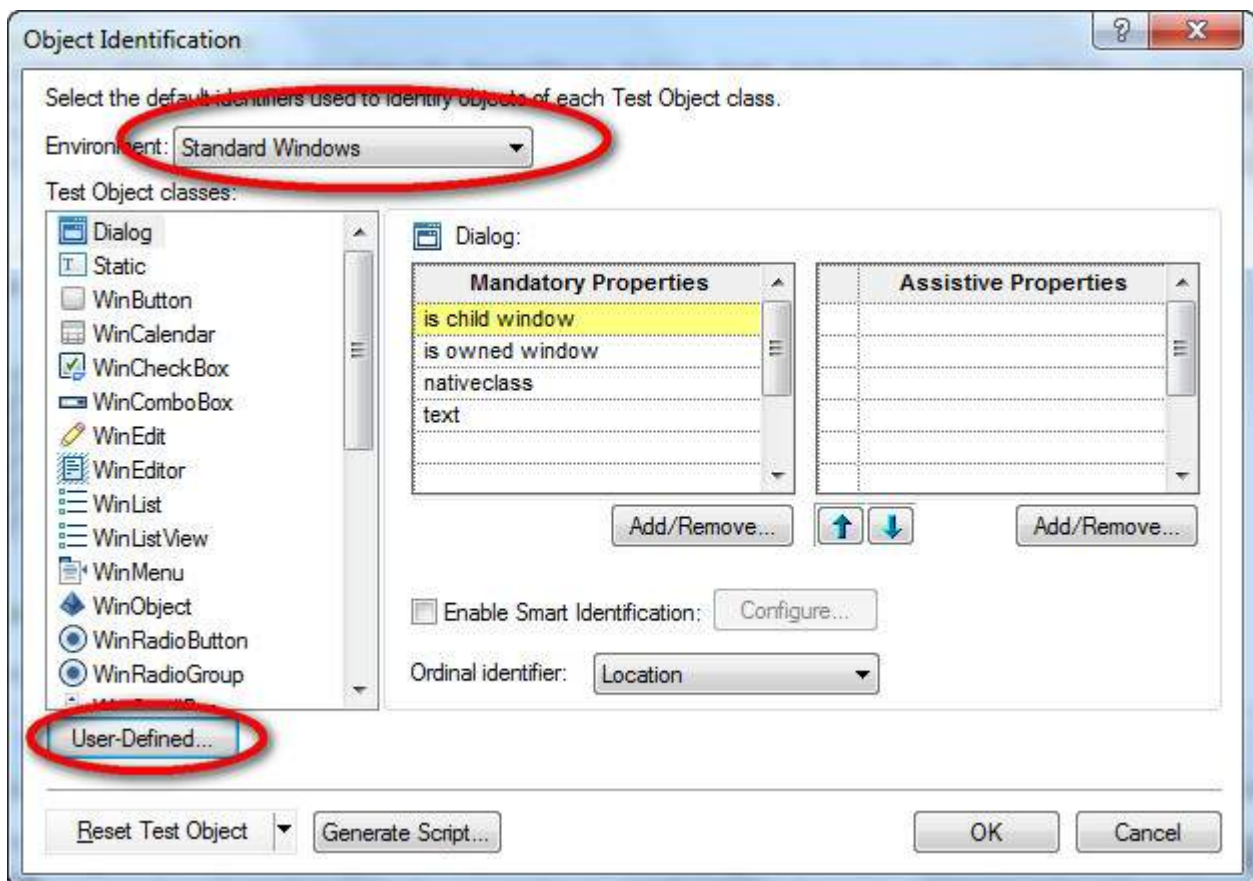 Object Identification
Select the default identifiers used to identify objects of each Test Object class.
Environment: Standard Windows
Test Object classes:
Dialog
Static
WinButton
WinCalendar
WinCheckBox
WinComboBox
WinEdit
WinEditor
WinList
WinListView
WinMenu
WinObject
WinRadioButton
WinRadioGroup
User-Defined...
Dialog:
Mandatory Properties
is child window
is owned window
nativeclass
text
Add/Remove...
Assistive Properties
Add/Remove...
Enable Smart Identification: Configure...
Ordinal identifier: Location
Reset Test Object Generate Script... OK Cancel